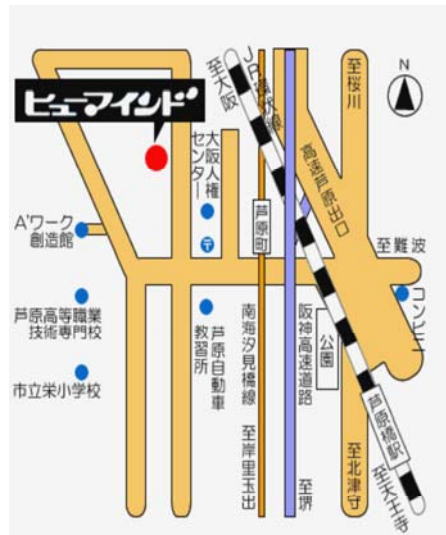 ヒューマインド
至大阪
JR環状線
至桜川
N
大阪人権
センター
高速芦原出口
A'ワーク
創造館
芦原町
至難波
コンビニ
芦原高等職業
技術専門校
芦原自動車
教習所
南海汐見橋線
阪神高速道路
公園
市立栄小学校
芦原橋駅
至岸里玉出
至堺
至北津守
至天王寺